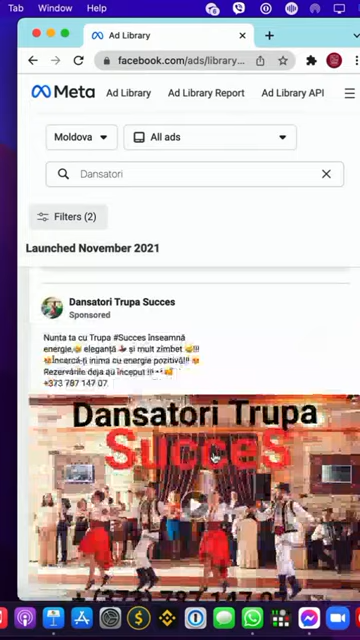 Tab Window Help
Ad Library
facebook.com/ads/library...
Meta Ad Library Ad Library Report Ad Library API
Moldova All ads
Dansatori
Filters (2)
Launched November 2021
Dansatori Trupa Succes
Sponsored
Nunta ta cu Trupa #Succes înseamnă
energie, eleganță și mult zimbet !!!
Încarcă-ți inima cu energie pozitivă!!!
Rezervările deja au început !!!
+373 787 147 07
Dansatori Trupa
SucceS